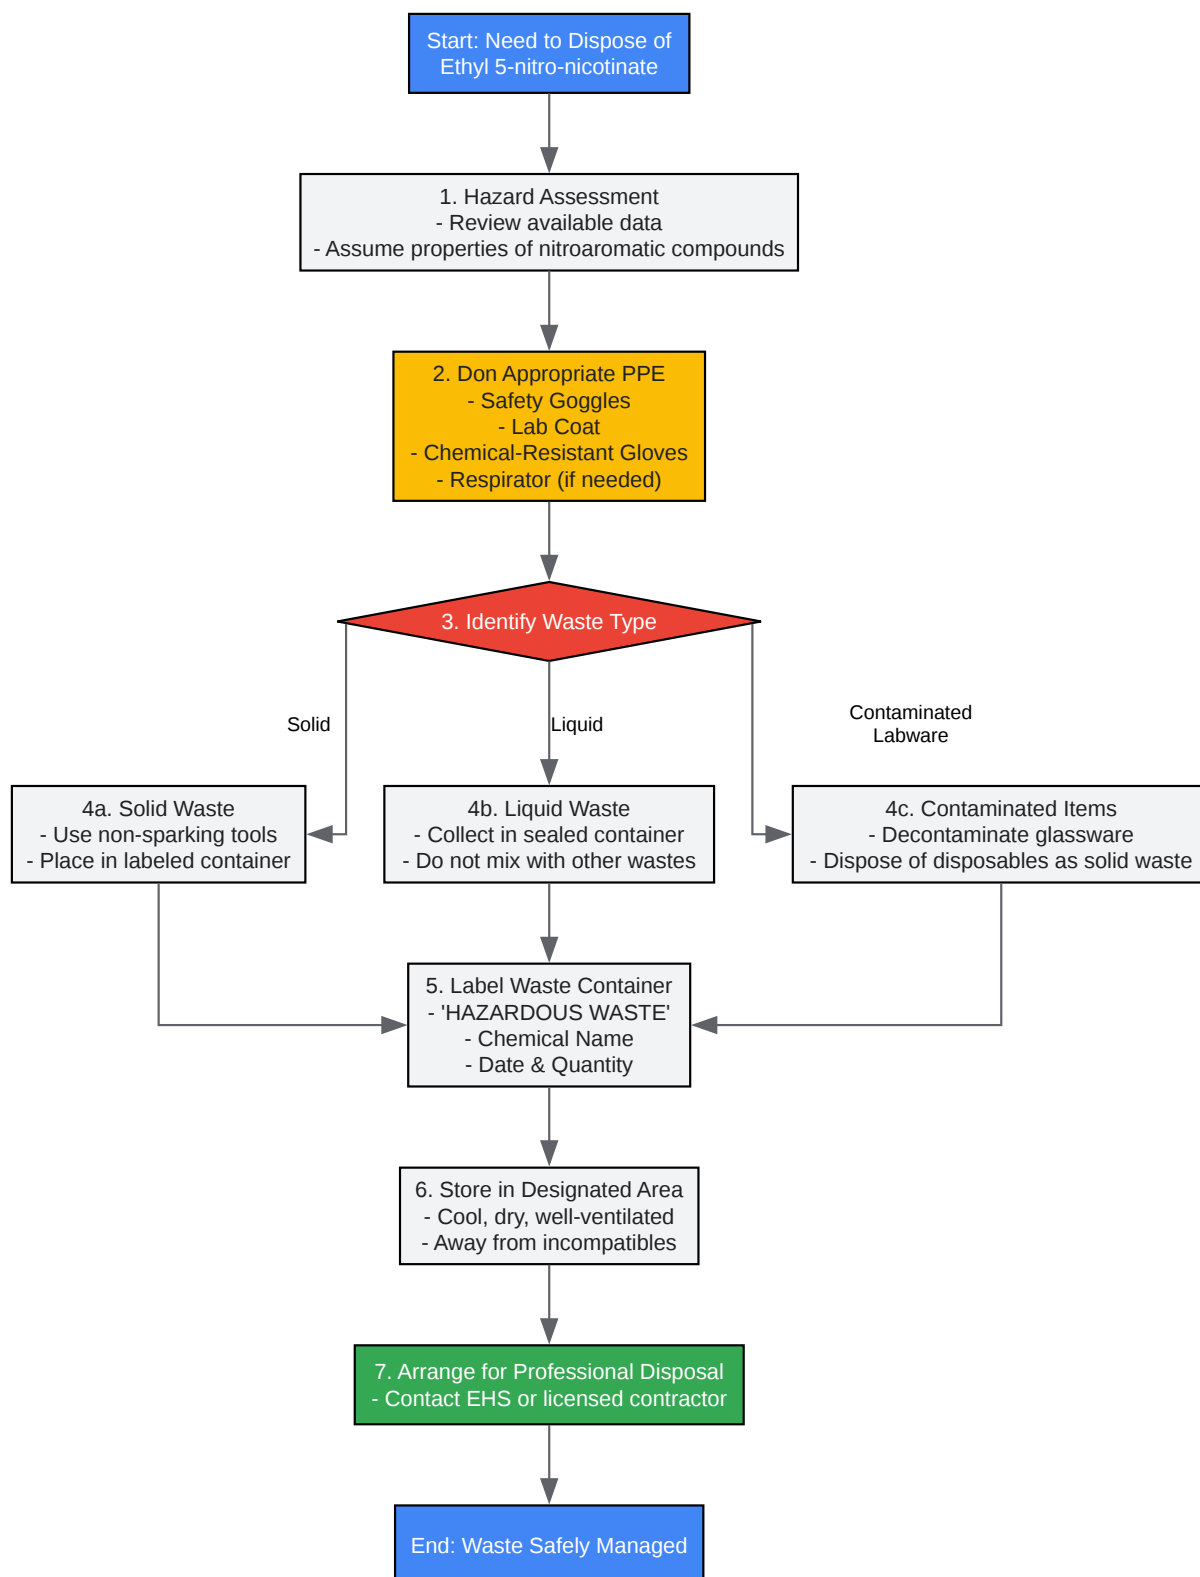 Start: Need to Dispose of
Ethyl 5-nitro-nicotinate
1. Hazard Assessment
- Review available data
- Assume properties of nitroaromatic compounds
2. Don Appropriate PPE
- Safety Goggles
- Lab Coat
- Chemical-Resistant Gloves
- Respirator (if needed)
3. Identify Waste Type
Solid
Liquid
Contaminated
Labware
4a. Solid Waste
- Use non-sparking tools
- Place in labeled container
4b. Liquid Waste
- Collect in sealed container
- Do not mix with other wastes
4c. Contaminated Items
- Decontaminate glassware
- Dispose of disposables as solid waste
5. Label Waste Container
- 'HAZARDOUS WASTE'
- Chemical Name
- Date & Quantity
6. Store in Designated Area
- Cool, dry, well-ventilated
- Away from incompatibles
7. Arrange for Professional Disposal
- Contact EHS or licensed contractor
End: Waste Safely Managed